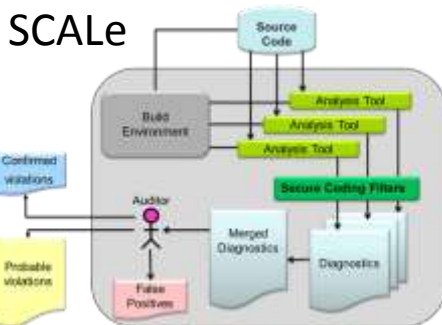 SCALe
Source
Code
Build
Environment
Analysis Tool
Analysis Tool
Analysis Tool
Confirmed
violations
Secure Coding Filters
Auditor
Merged
Diagnostics
Diagnostics
Probable
violations
False
Positives